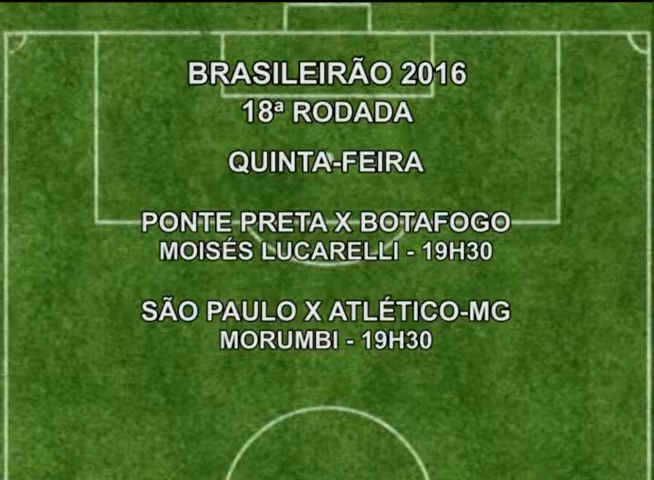 BRASILEIRÃO 2016
18ª RODADA
QUINTA-FEIRA
PONTE PRETA X BOTAFOGO
MOISÉS LUCARELLI - 19H30
SÃO PAULO X ATLÉTICO-MG
MORUMBI - 19H30